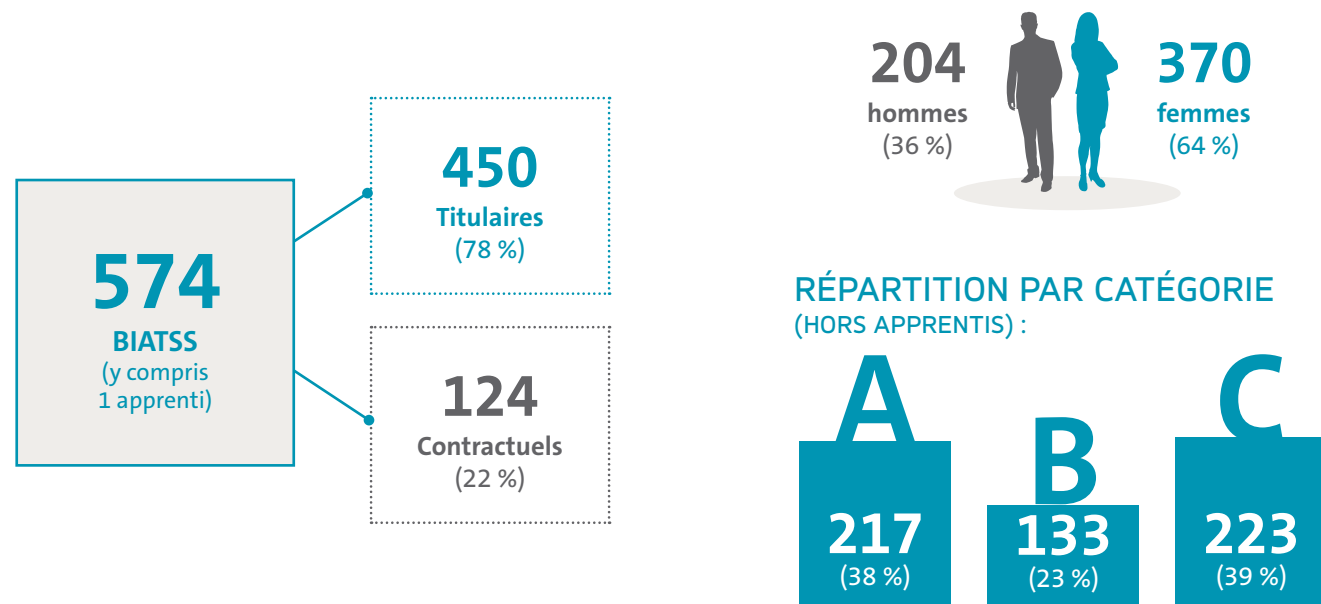 574
BIATSS
(y compris
1 apprenti)
450
Titulaires
(78 %)
124
Contractuels
(22 %)
204
hommes
(36 %)
370
femmes
(64 %)
RÉPARTITION PAR CATÉGORIE
(HORS APPRENTIS) :
A
217
(38 %)
B
133
(23 %)
C
223
(39 %)